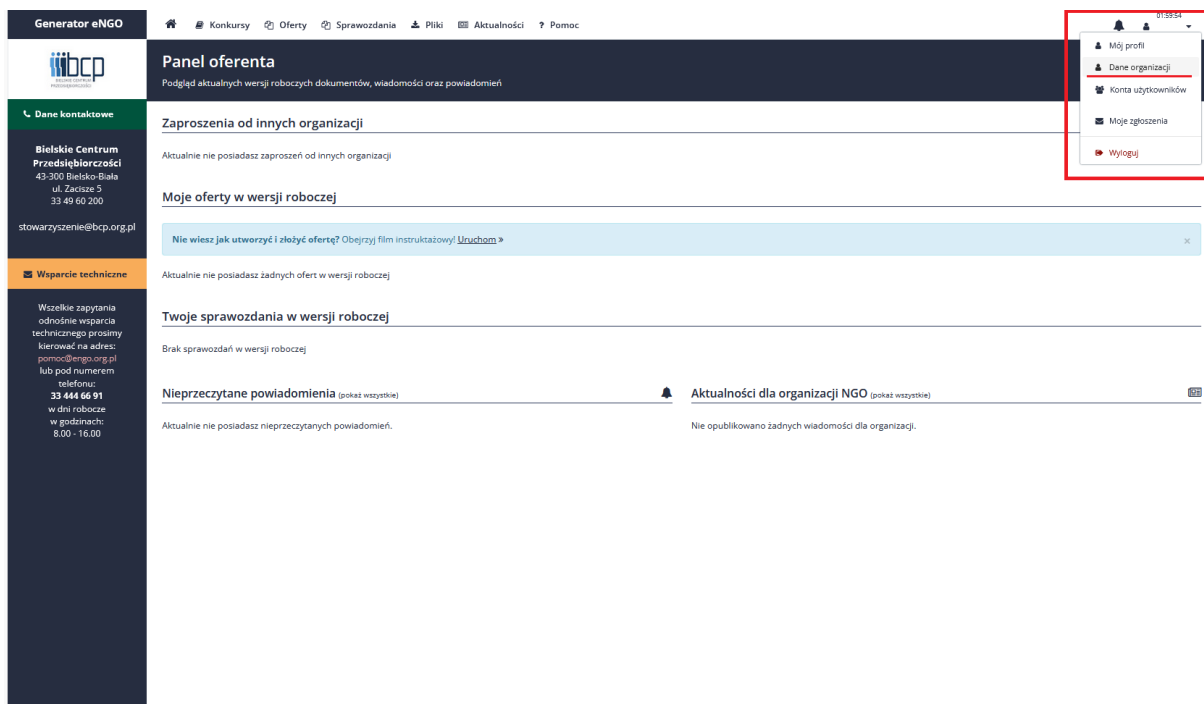 Generator eNGO
Konkursy Oferty Sprawozdania Pliki Aktualności ? Pomoc
01:59:54
bcp
BIELSKIE CENTRUM
PRZEDSIĘBIORCZOŚCI
Dane kontaktowe
Bielskie Centrum
Przedsiębiorczości
43-300 Bielsko-Biała
ul. Zacisze 5
33 49 60 200
stowarzyszenie@bcp.org.pl
Wsparcie techniczne
Wszelkie zapytania
odnośnie wsparcia
technicznego prosimy
kierować na adres:
pomoc@engo.org.pl
lub pod numerem
telefonu:
33 444 66 91
w dni robocze
w godzinach:
8.00 - 16.00
Panel oferenta
Podgląd aktualnych wersji roboczych dokumentów, wiadomości oraz powiadomień
Mój profil
Dane organizacji
Konta użytkowników
Moje zgłoszenia
Wyloguj
Zaproszenia od innych organizacji
Aktualnie nie posiadasz zaproszeń od innych organizacji
Moje oferty w wersji roboczej
Nie wiesz jak utworzyć i złożyć ofertę? Obejrzyj film instruktażowy! Uruchom »
×
Aktualnie nie posiadasz żadnych ofert w wersji roboczej
Twoje sprawozdania w wersji roboczej
Brak sprawozdań w wersji roboczej
Nieprzeczytane powiadomienia (pokaż wszystkie)
Aktualnie nie posiadasz nieprzeczytanych powiadomień.
Aktualności dla organizacji NGO (pokaż wszystkie)
Nie opublikowano żadnych wiadomości dla organizacji.